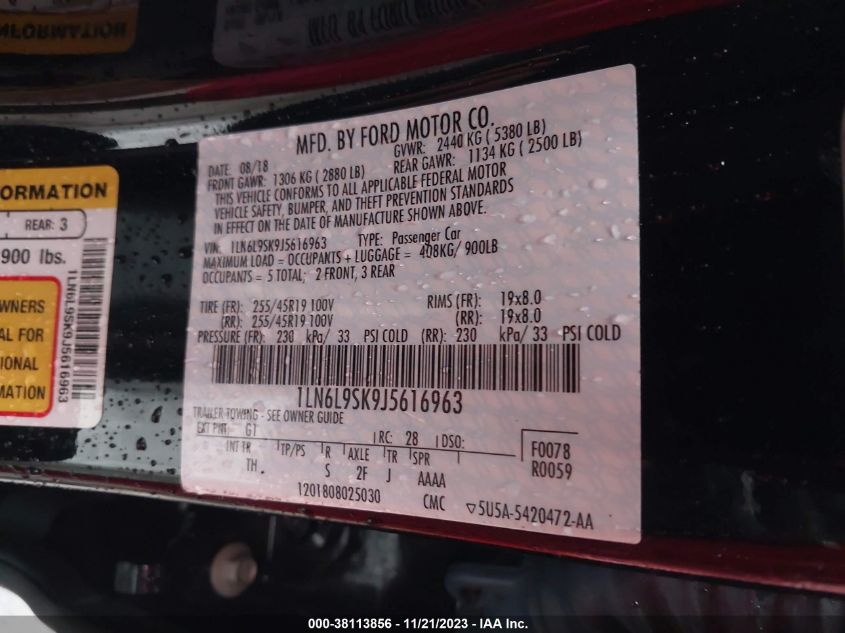 MFD. BY FORD MOTOR CO.
DATE: 08/18
GVWR: 2440 KG ( 5380 LB)
FRONT GAWR: 1306 KG ( 2880 LB)
REAR GAWR: 1134 KG ( 2500 LB)
THIS VEHICLE CONFORMS TO ALL APPLICABLE FEDERAL MOTOR
VEHICLE SAFETY, BUMPER, AND THEFT PREVENTION STANDARDS
IN EFFECT ON THE DATE OF MANUFACTURE SHOWN ABOVE.
VIN: 1LN6L9SK9J5616963 TYPE: Passenger Car
MAXIMUM LOAD = OCCUPANTS + LUGGAGE = 408KG/ 900LB
OCCUPANTS = 5 TOTAL; 2 FRONT, 3 REAR
TIRE (FR): 255/45R19 100V RIMS (FR): 19x8.0
(RR): 255/45R19 100V (RR): 19x8.0
PRESSURE (FR): 230 kPa/ 33 PSI COLD (RR): 230 kPa/ 33 PSI COLD
1LN6L9SK9J5616963
TRAILER TOWING - SEE OWNER GUIDE
EXT PNT: G1 RC: 28 DSO:
INT TR TP/PS R AXLE TR SPR
TH. S 2F J AAAA
F0078
R0059
1201808025030 CMC ▽5U5A-5420472-AA
ORMATION
REAR: 3
900 lbs.
WNERS
AL FOR
IONAL
MATION
1LN6L9SK9J5616963
000-38113856 - 11/21/2023 - IAA Inc.